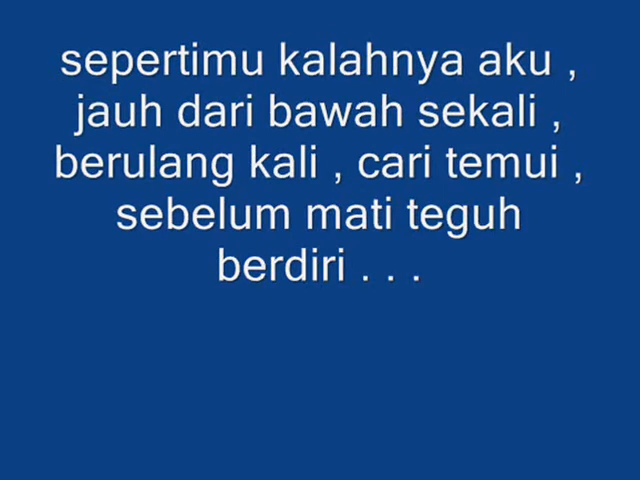 sepertimu kalahnya aku ,
jauh dari bawah sekali ,
berulang kali , cari temui ,
sebelum mati teguh
berdiri . . .